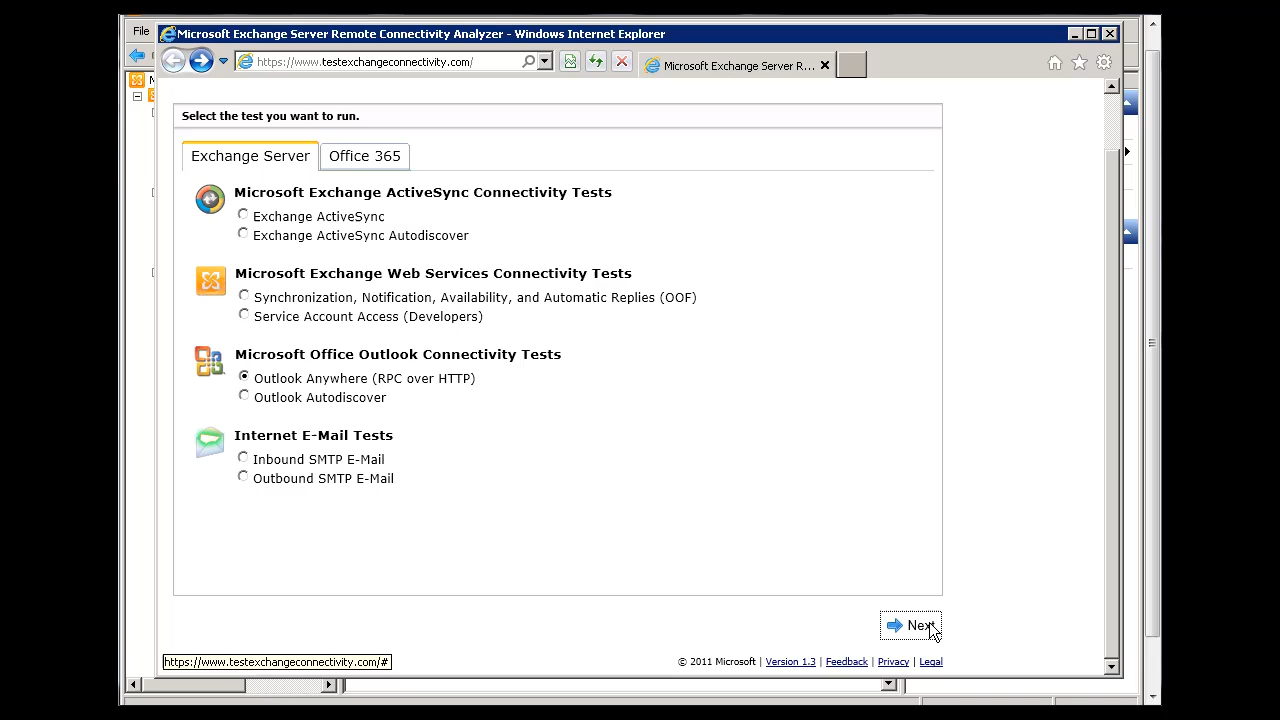 File
Microsoft Exchange Server Remote Connectivity Analyzer - Windows Internet Explorer
https://www.testexchangeconnectivity.com/
Microsoft Exchange Server R...
Select the test you want to run.
Exchange Server
Office 365
Microsoft Exchange ActiveSync Connectivity Tests
Exchange ActiveSync
Exchange ActiveSync Autodiscover
Microsoft Exchange Web Services Connectivity Tests
Synchronization, Notification, Availability, and Automatic Replies (OOF)
Service Account Access (Developers)
Microsoft Office Outlook Connectivity Tests
Outlook Anywhere (RPC over HTTP)
Outlook Autodiscover
Internet E-Mail Tests
Inbound SMTP E-Mail
Outbound SMTP E-Mail
Next
https://www.testexchangeconnectivity.com/#
© 2011 Microsoft | Version 1.3 | Feedback | Privacy | Legal